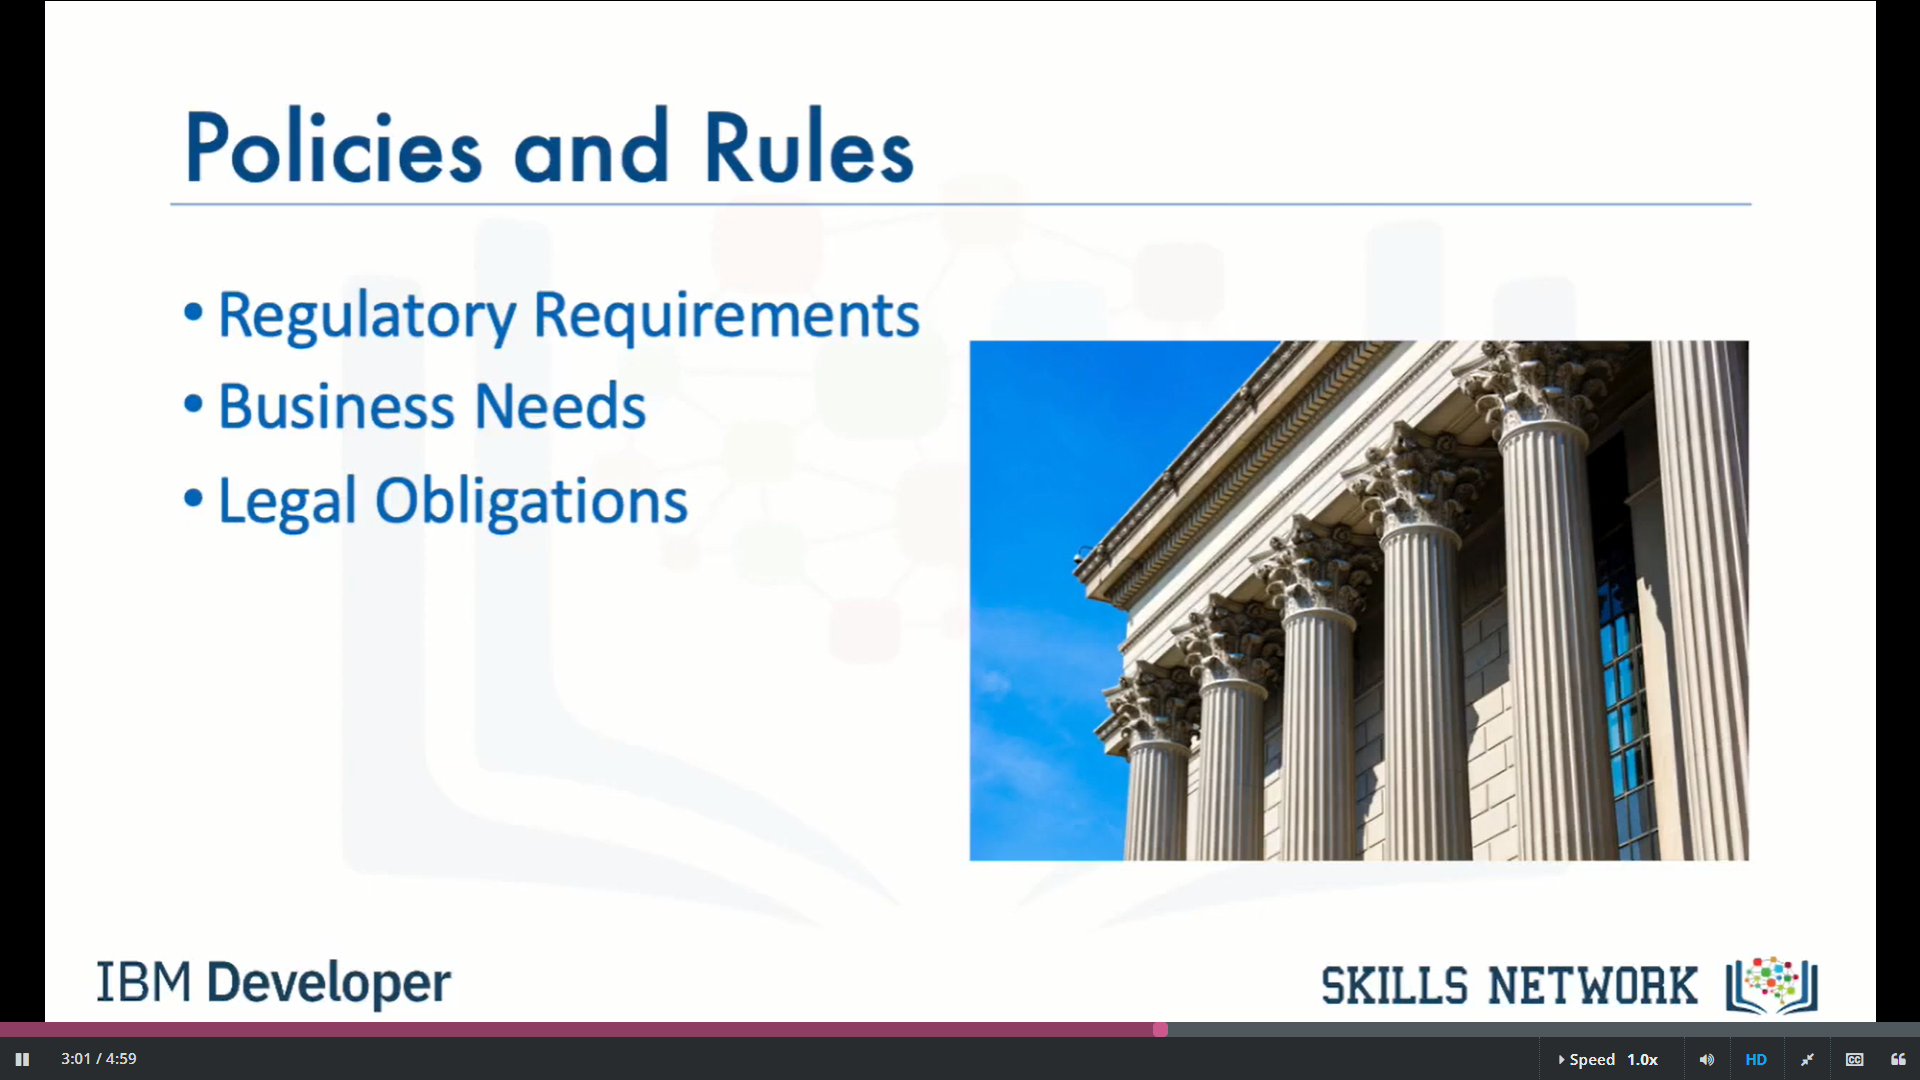 Policies and Rules
• Regulatory Requirements
• Business Needs
• Legal Obligations
IBM Developer
SKILLS NETWORK
3:01 / 4:59
Speed 1.0x
HD
CC